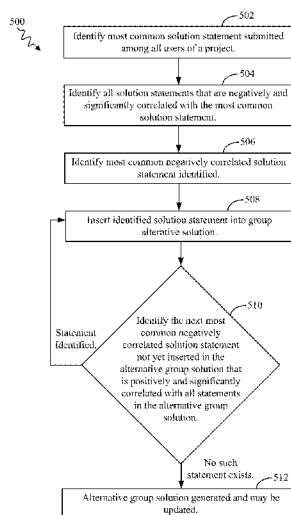 500
502
Identify most common solution statement submitted
among all users of a project.
504
Identify all solution statements that are negatively and
significantly correlated with the most common
solution statement.
506
Identify most common negatively correlated solution
statement identified.
508
Insert identified solution statement into group
alterative solution.
510
Identify the next most
common negatively
correlated solution statement
not yet inserted in the
alternative group solution that
is positively and significantly
correlated with all statements
in the alternative group
solution.
Statement
Identified.
No such
statement exists.
512
Alternative group solution generated and may be
updated.